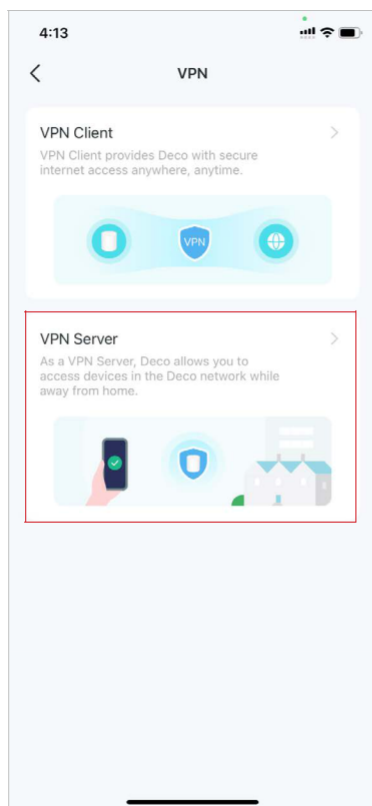 4:13
VPN
VPN Client
VPN Client provides Deco with secure
internet access anywhere, anytime.
VPN
VPN Server
As a VPN Server, Deco allows you to
access devices in the Deco network while
away from home.